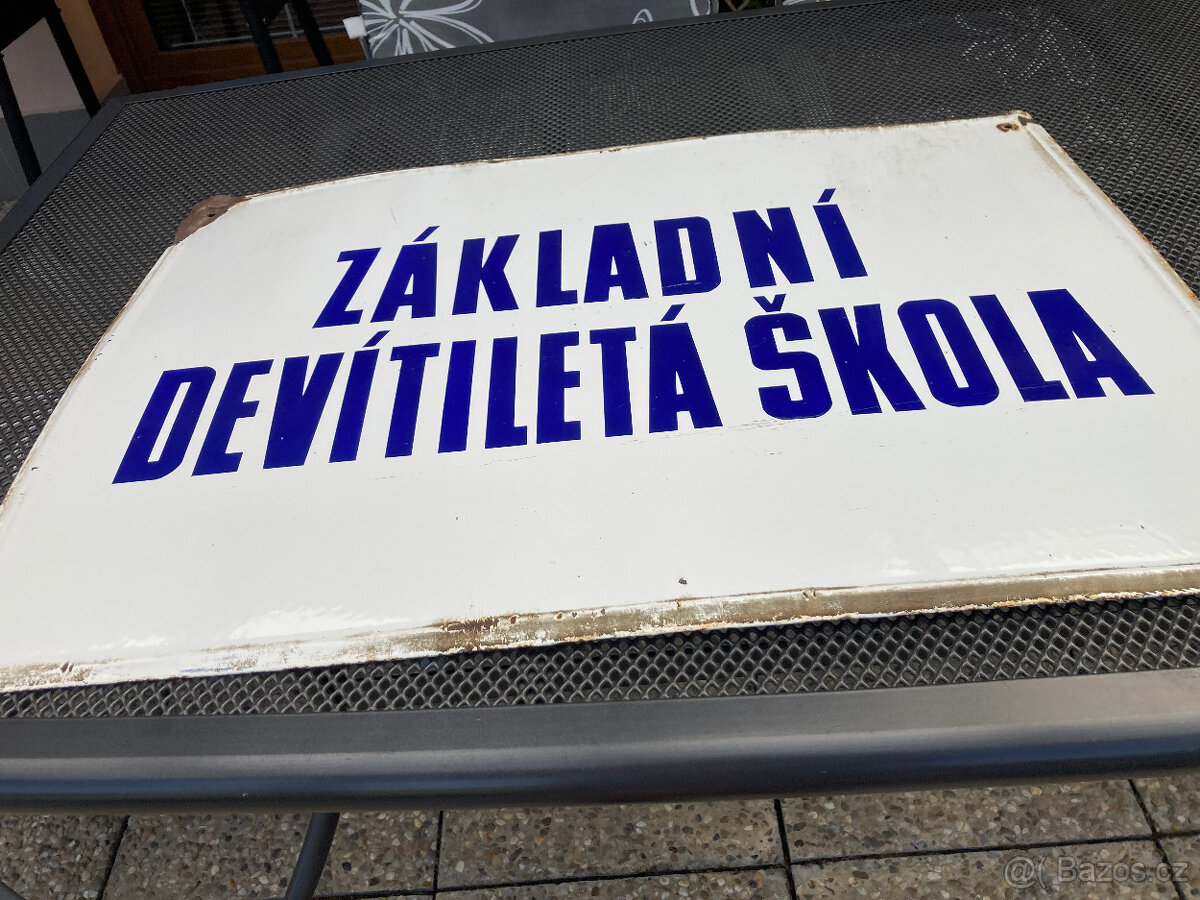 ZÁKLADNÍ
DEVÍTILETÁ ŠKOLA
@( Bazos.cz